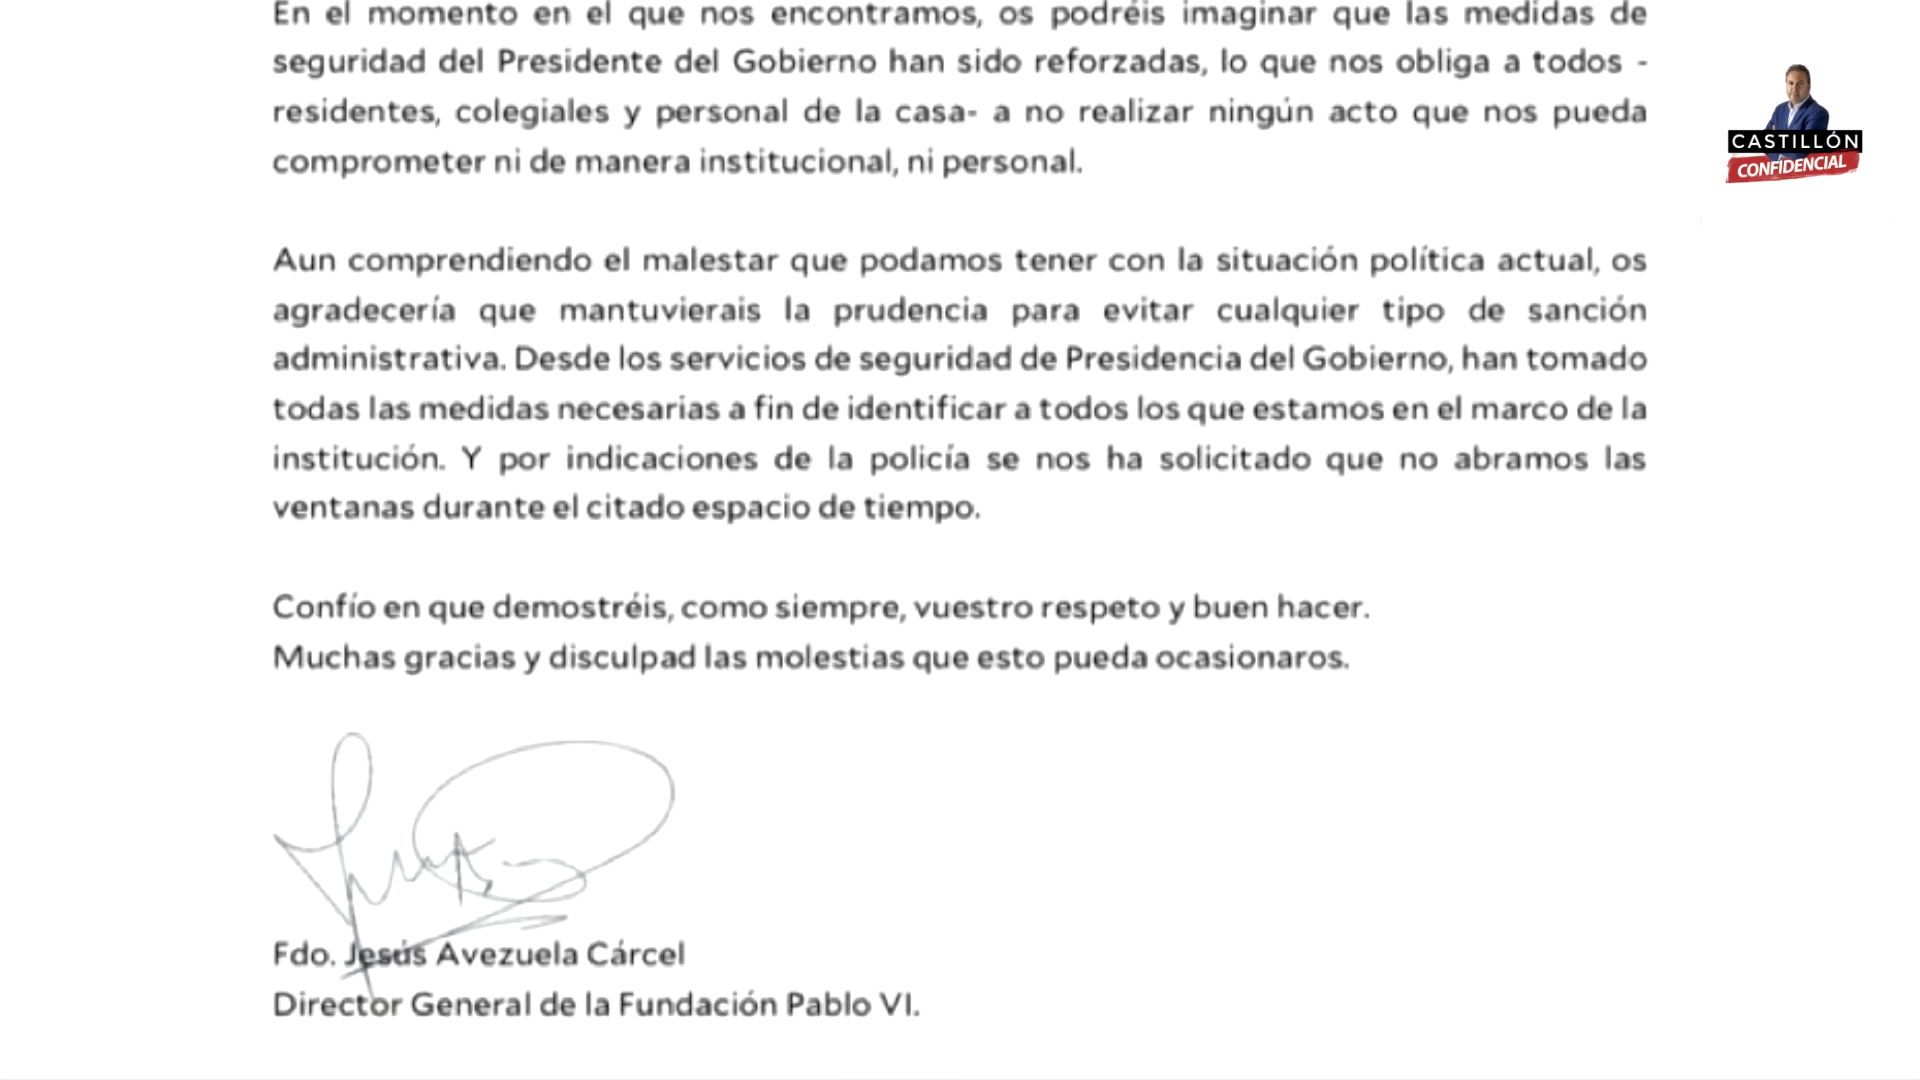 En el momento en el que nos encontramos, os podréis imaginar que las medidas de
seguridad del Presidente del Gobierno han sido reforzadas, lo que nos obliga a todos -
residentes, colegiales y personal de la casa- a no realizar ningún acto que nos pueda
comprometer ni de manera institucional, ni personal.
Aun comprendiendo el malestar que podamos tener con la situación política actual, os
agradecería que mantuvierais la prudencia para evitar cualquier tipo de sanción
administrativa. Desde los servicios de seguridad de Presidencia del Gobierno, han tomado
todas las medidas necesarias a fin de identificar a todos los que estamos en el marco de la
institución. Y por indicaciones de la policía se nos ha solicitado que no abramos las
ventanas durante el citado espacio de tiempo.
Confío en que demostréis, como siempre, vuestro respeto y buen hacer.
Muchas gracias y disculpad las molestias que esto pueda ocasionaros.
Fdo. Jesús Avezuela Cárcel
Director General de la Fundación Pablo VI.
CASTILLÓN
CONFIDENCIAL